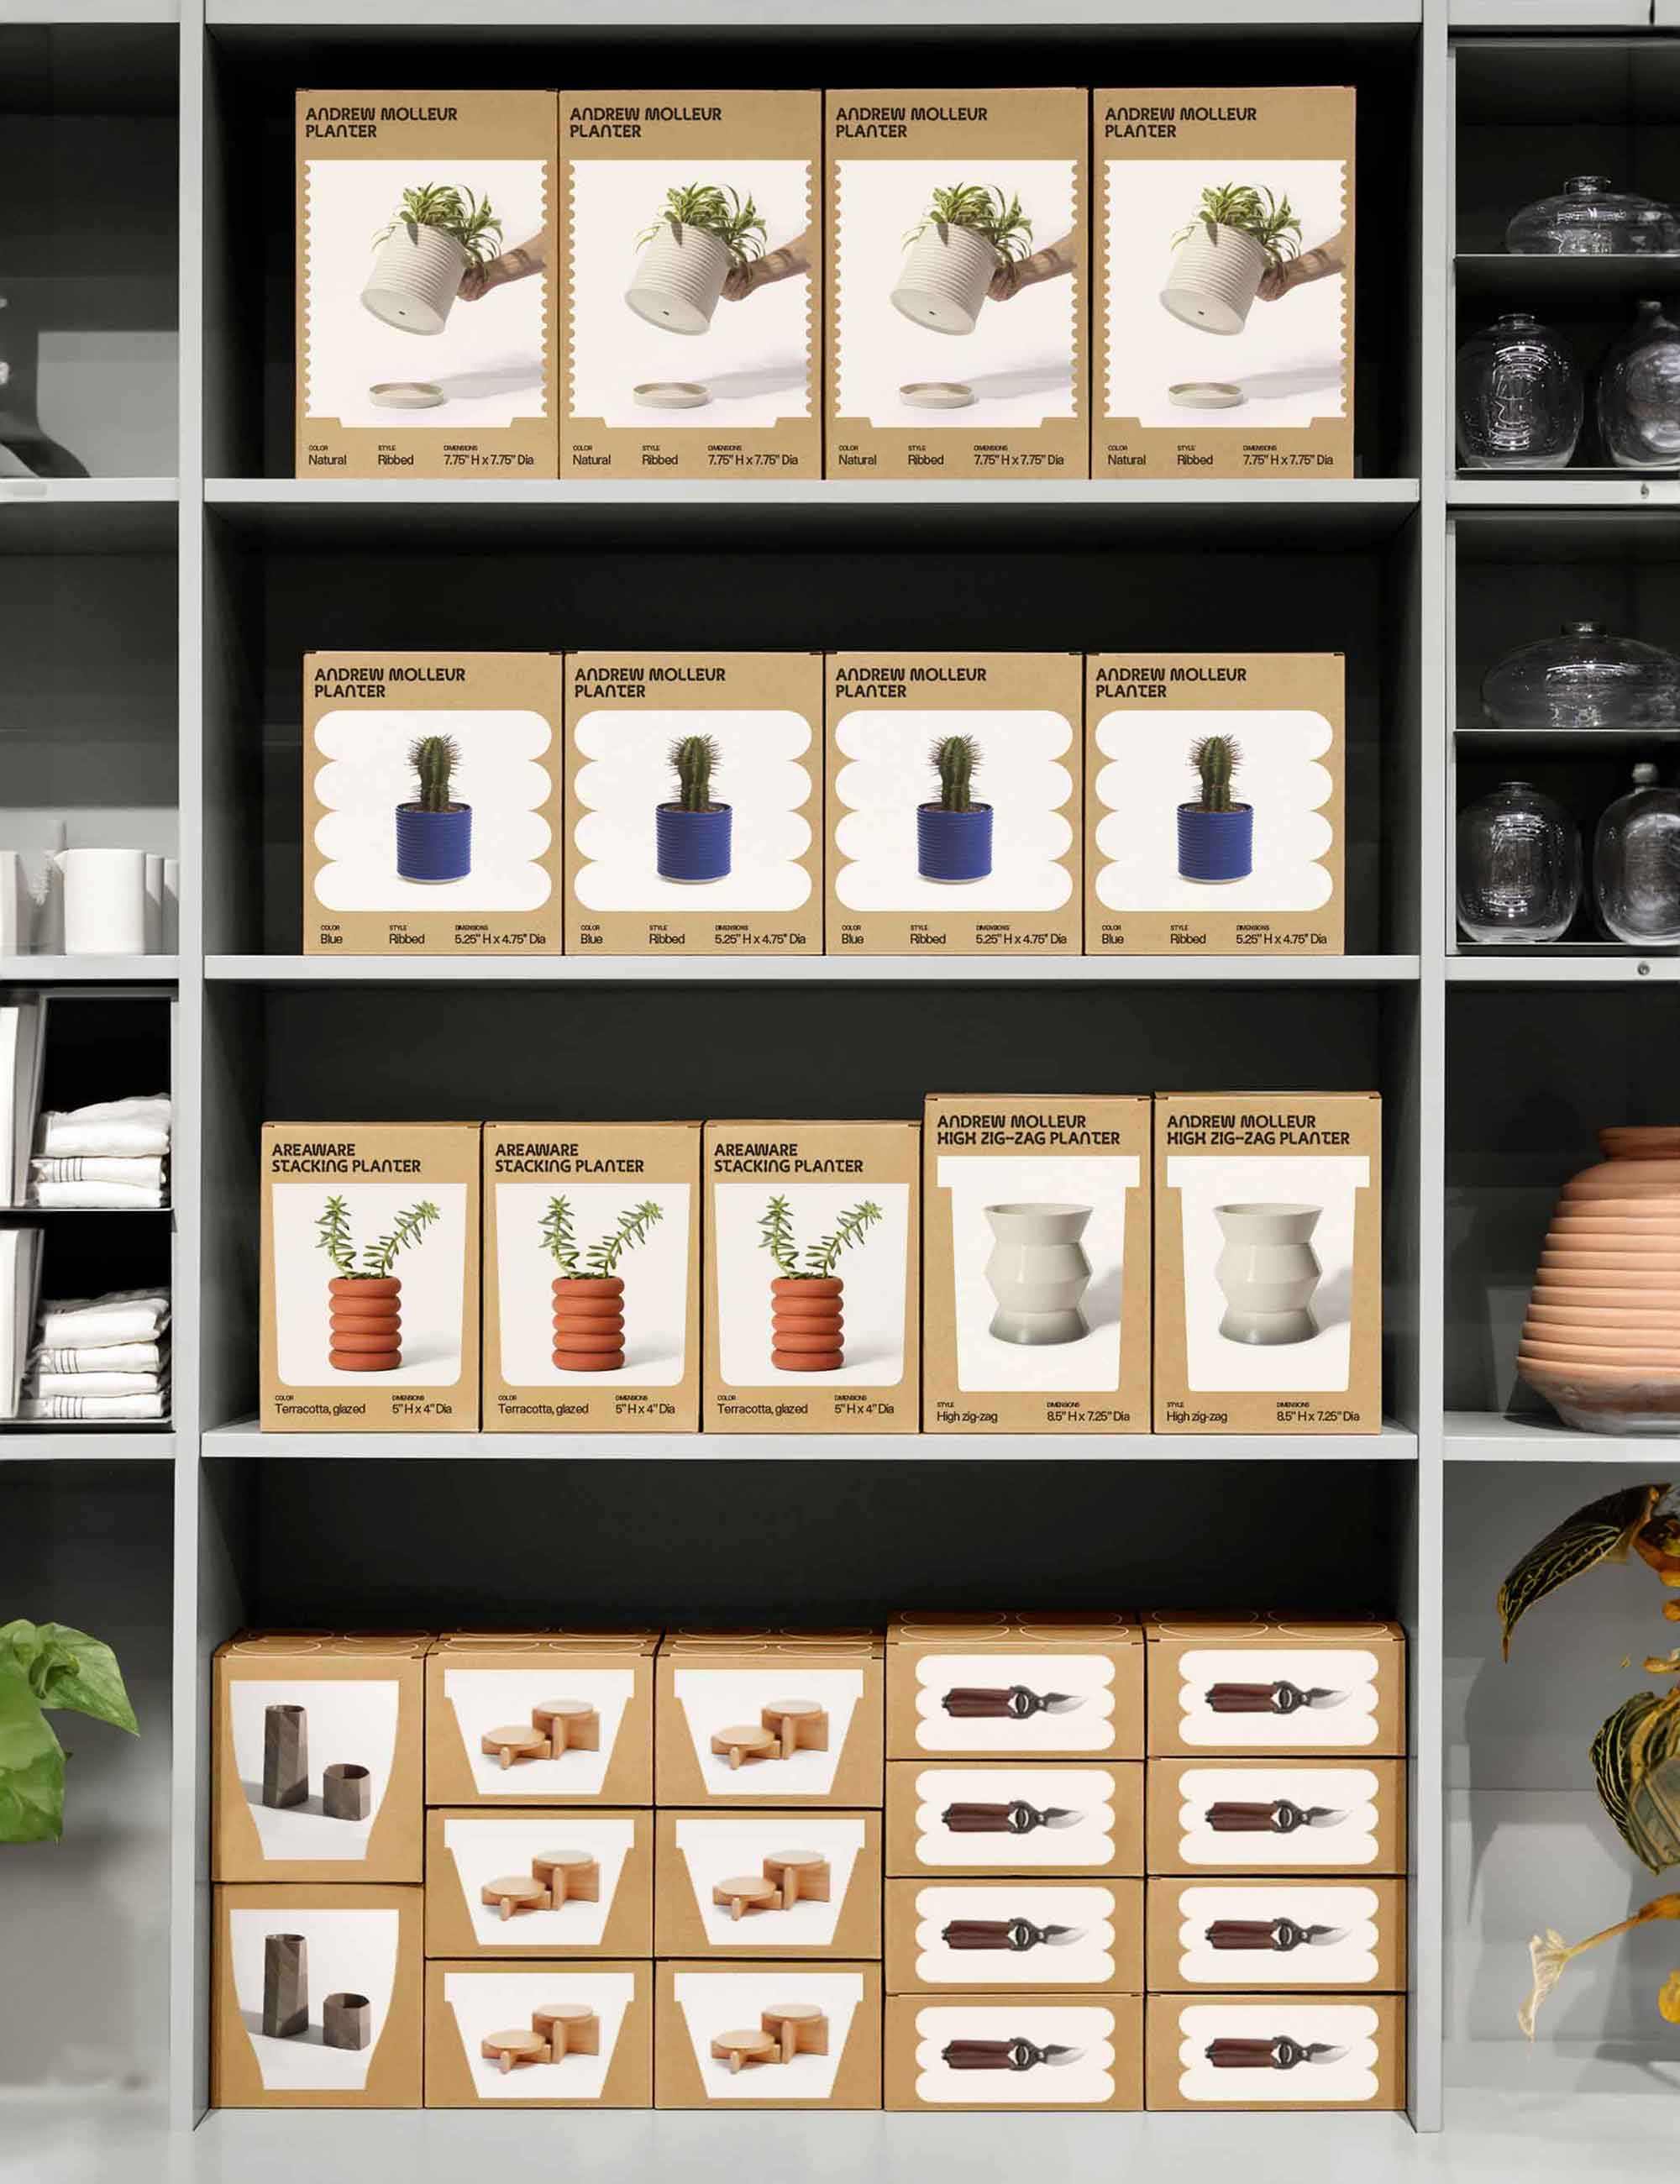 ANDREW MOLLEUR
PLANTER
COLOR STYLE DIMENSIONS
Natural Ribbed 7.75" H x 7.75" Dia
ANDREW MOLLEUR
PLANTER
COLOR STYLE DIMENSIONS
Natural Ribbed 7.75" H x 7.75" Dia
ANDREW MOLLEUR
PLANTER
COLOR STYLE DIMENSIONS
Natural Ribbed 7.75" H x 7.75" Dia
ANDREW MOLLEUR
PLANTER
COLOR STYLE DIMENSIONS
Natural Ribbed 7.75" H x 7.75" Dia
ANDREW MOLLEUR
PLANTER
COLOR STYLE DIMENSIONS
Blue Ribbed 5.25" H x 4.75" Dia
ANDREW MOLLEUR
PLANTER
COLOR STYLE DIMENSIONS
Blue Ribbed 5.25" H x 4.75" Dia
ANDREW MOLLEUR
PLANTER
COLOR STYLE DIMENSIONS
Blue Ribbed 5.25" H x 4.75" Dia
ANDREW MOLLEUR
PLANTER
COLOR STYLE DIMENSIONS
Blue Ribbed 5.25" H x 4.75" Dia
AREAWARE
STACKING PLANTER
COLOR DIMENSIONS
Terracotta, glazed 5" H x 4" Dia
AREAWARE
STACKING PLANTER
COLOR DIMENSIONS
Terracotta, glazed 5" H x 4" Dia
AREAWARE
STACKING PLANTER
COLOR DIMENSIONS
Terracotta, glazed 5" H x 4" Dia
ANDREW MOLLEUR
HIGH ZIG-ZAG PLANTER
STYLE DIMENSIONS
High zig-zag 8.5" H x 7.25" Dia
ANDREW MOLLEUR
HIGH ZIG-ZAG PLANTER
STYLE DIMENSIONS
High zig-zag 8.5" H x 7.25" Dia